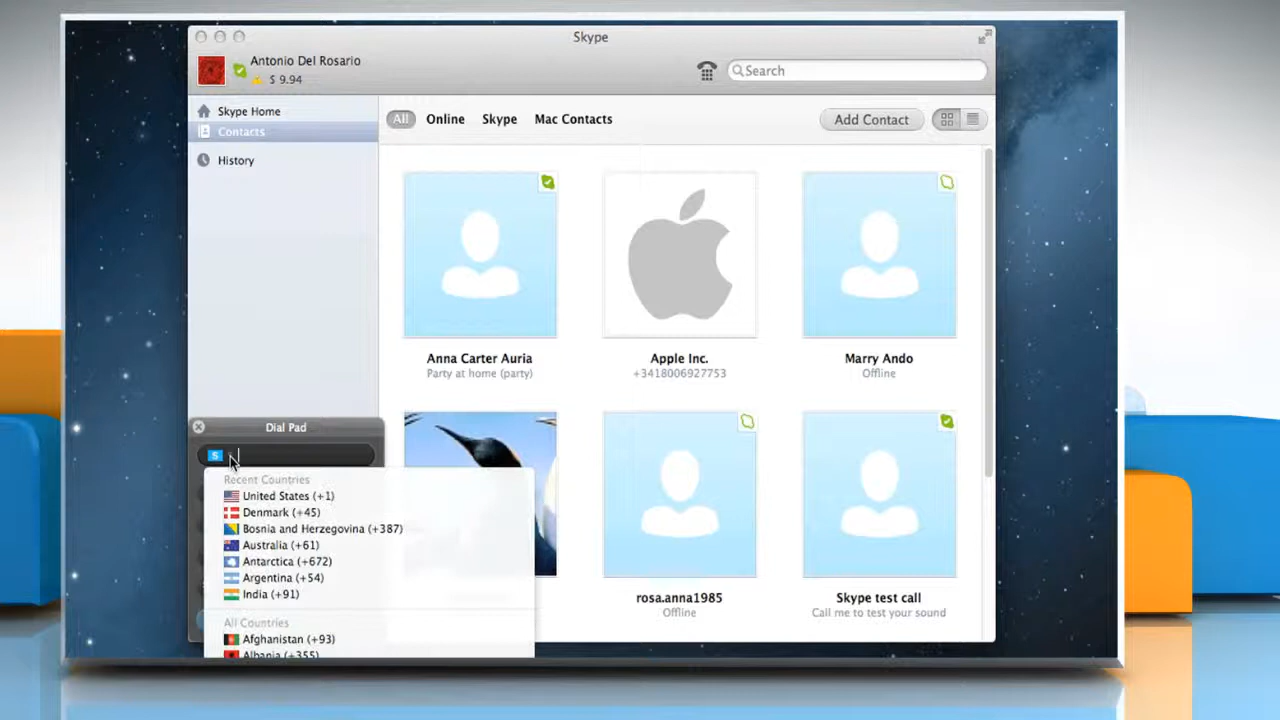 Skype
Antonio Del Rosario
$ 9.94
Search
Skype Home
Contacts
History
All
Online
Skype
Mac Contacts
Add Contact
Anna Carter Auria
Party at home (party)
Apple Inc.
+3418006927753
Marry Ando
Offline
rosa.anna1985
Offline
Skype test call
Call me to test your sound
Dial Pad
S
Recent Countries
United States (+1)
Denmark (+45)
Bosnia and Herzegovina (+387)
Australia (+61)
Antarctica (+672)
Argentina (+54)
India (+91)
All Countries
Afghanistan (+93)
Albania (+355)